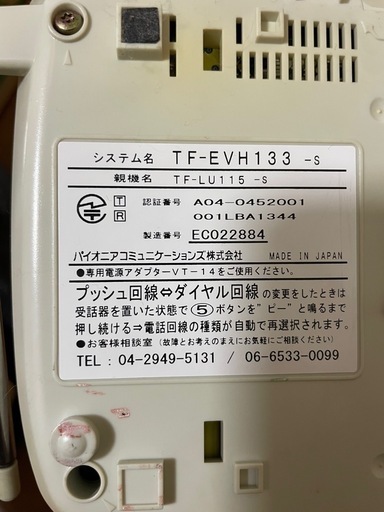 システム名 TF-EVH133 -S
親機名 TF-LU115 -S
T R 認証番号 A04-0452001
001LBA1344
製造番号 EC022884
パイオニアコミュニケーションズ株式会社 MADE IN JAPAN
●専用電源アダプターVT-14をご使用ください。
プッシュ回線⇔ダイヤル回線の変更をしたときは
受話器を置いた状態で⑤ボタンを"ピー"と鳴るまで
押し続ける⇒電話回線の種類が自動で再選択されます。
●お客様相談室(故障とお考えのまえにお気軽にご相談ください)
TEL : 04-2949-5131 / 06-6533-0099